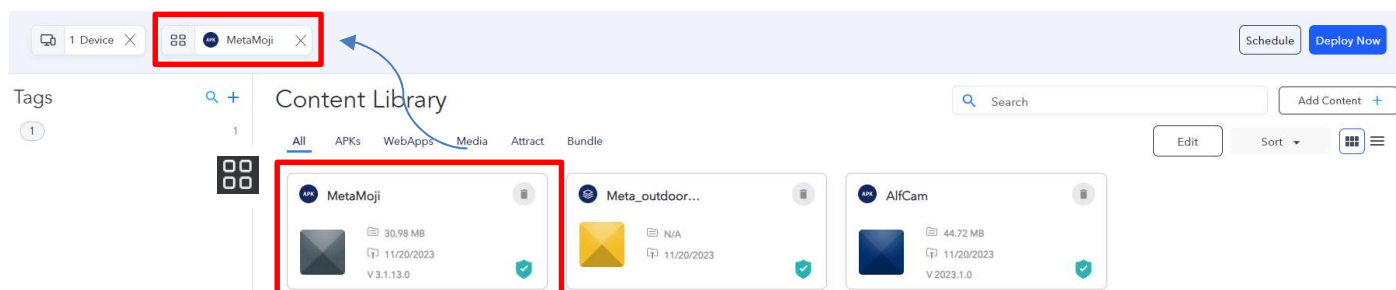 1 Device
APK MetaMoji
Schedule
Deploy Now
Tags
1
1
Content Library
Search
Add Content +
All APKs WebApps Media Attract Bundle
Edit
Sort
APK MetaMoji
30.98 MB
11/20/2023
V 3.1.13.0
Meta_outdoor...
N/A
11/20/2023
APK AlfCam
44.72 MB
11/20/2023
V 2023.1.0